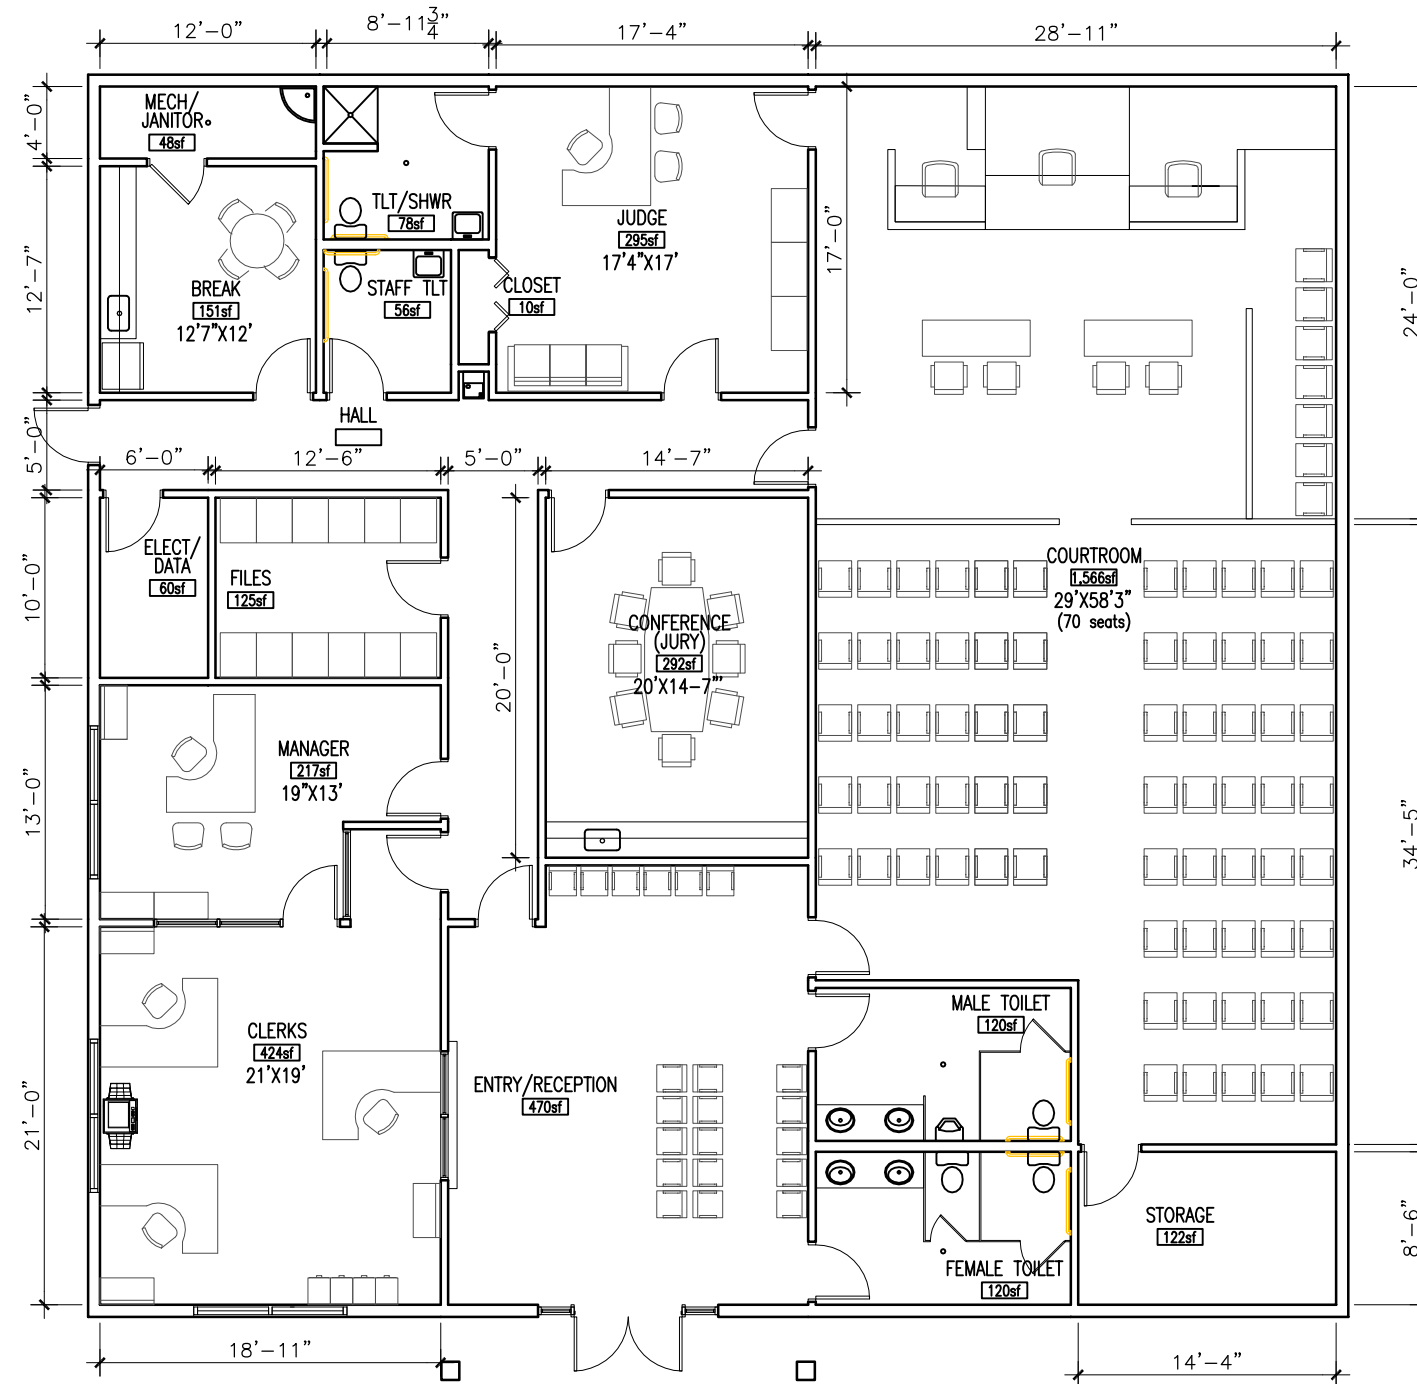 12'-0" 8'-11 3/4" 17'-4" 28'-11"
4'-0"
MECH/
JANITOR
48sf
12'-7"
BREAK
151sf
12'7"X12'
TLT/SHWR
78sf
STAFF TLT
56sf
CLOSET
10sf
JUDGE
295sf
17'4"X17'
17'-0"
24'-0"
HALL
5'-0"
6'-0" 12'-6" 5'-0" 14'-7"
10'-0"
ELECT/
DATA
60sf
FILES
125sf
20'-0"
CONFERENCE
(JURY)
292sf
20'X14-7"'
COURTROOM
1,566sf
29'X58'3"
(70 seats)
13'-0"
MANAGER
217sf
19"X13'
34'-5"
21'-0"
CLERKS
424sf
21'X19'
ENTRY/RECEPTION
470sf
MALE TOILET
120sf
FEMALE TOILET
120sf
STORAGE
122sf
8'-6"
18'-11" 14'-4"